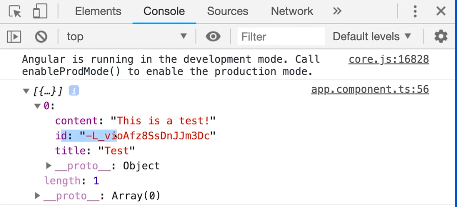 Elements Console Sources Network
top Filter Default levels
Angular is running in the development mode. Call core.js:16828
enableProdMode() to enable the production mode.
[{…}] app.component.ts:56
0:
content: "This is a test!"
id:
title: "Test"
__proto__: Object
length: 1
__proto__: Array(0)